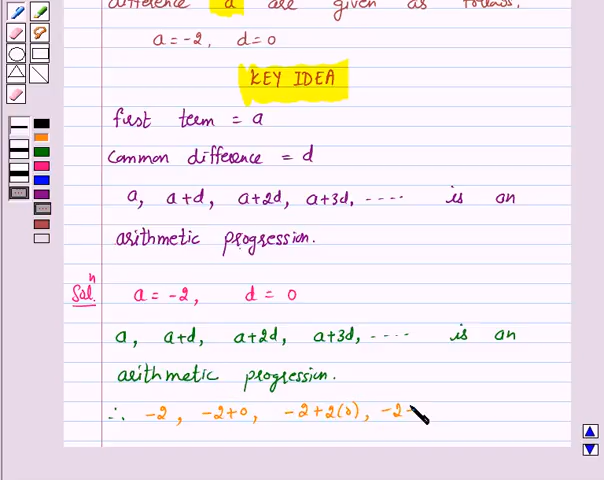 difference d are given as follows.
a = -2, d = 0
KEY IDEA
first term = a
Common difference = d
a, a+d, a+2d, a+3d, ---- is an
arithmetic progression.
Solⁿ a = -2, d = 0
a, a+d, a+2d, a+3d, ---- is an
arithmetic progression.
∴ -2, -2+0, -2+2(0), -2-